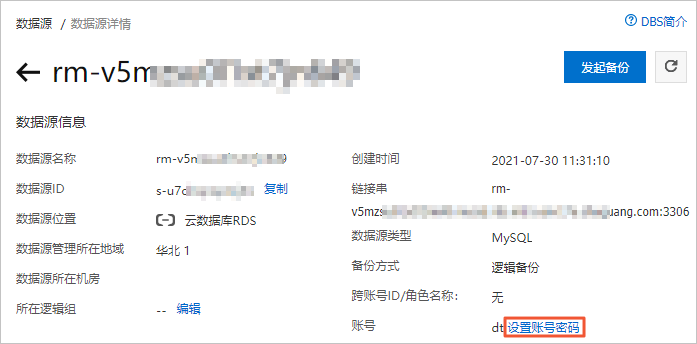 数据源 / 数据源详情
DBS简介
rm-v5m
发起备份
数据源信息
数据源名称 rm-v5 9
数据源ID s-u7 复制
数据源位置 云数据库RDS
数据源管理所在地域 华北 1
数据源所在机房
所在逻辑组 -- 编辑
创建时间 2021-07-30 11:31:10
链接串 rm-
v5mzs uang.com:3306
数据源类型 MySQL
备份方式 逻辑备份
跨账号ID/角色名称: 无
账号 dt 设置账号密码